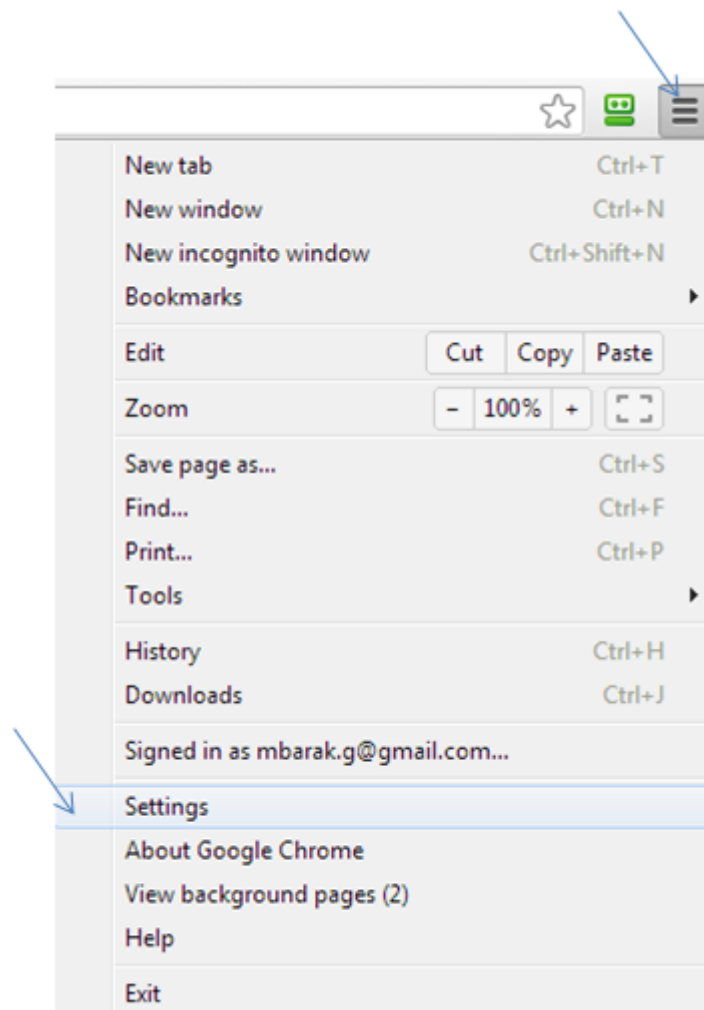 New tab Ctrl+T
New window Ctrl+N
New incognito window Ctrl+Shift+N
Bookmarks
Edit Cut Copy Paste
Zoom - 100% +
Save page as... Ctrl+S
Find... Ctrl+F
Print... Ctrl+P
Tools
History Ctrl+H
Downloads Ctrl+J
Signed in as mbarak.g@gmail.com...
Settings
About Google Chrome
View background pages (2)
Help
Exit